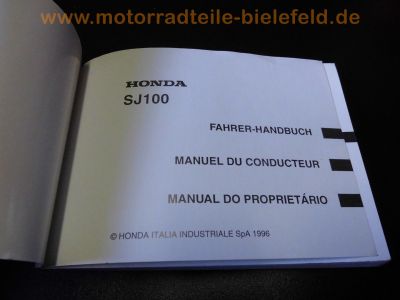 www.motorradteile-bielefeld.de
HONDA
SJ100
FAHRER-HANDBUCH
MANUEL DU CONDUCTEUR
MANUAL DO PROPRIETÁRIO
© HONDA ITALIA INDUSTRIALE SpA 1996